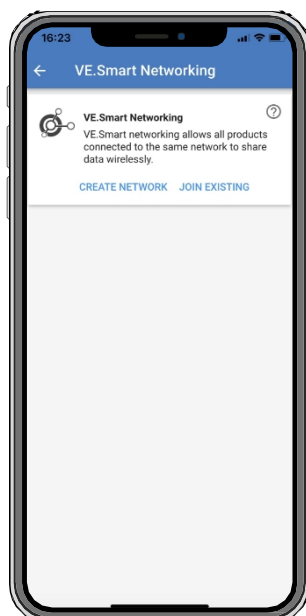 16:23
VE.Smart Networking
VE.Smart Networking
VE.Smart networking allows all products
connected to the same network to share
data wirelessly.
CREATE NETWORK JOIN EXISTING